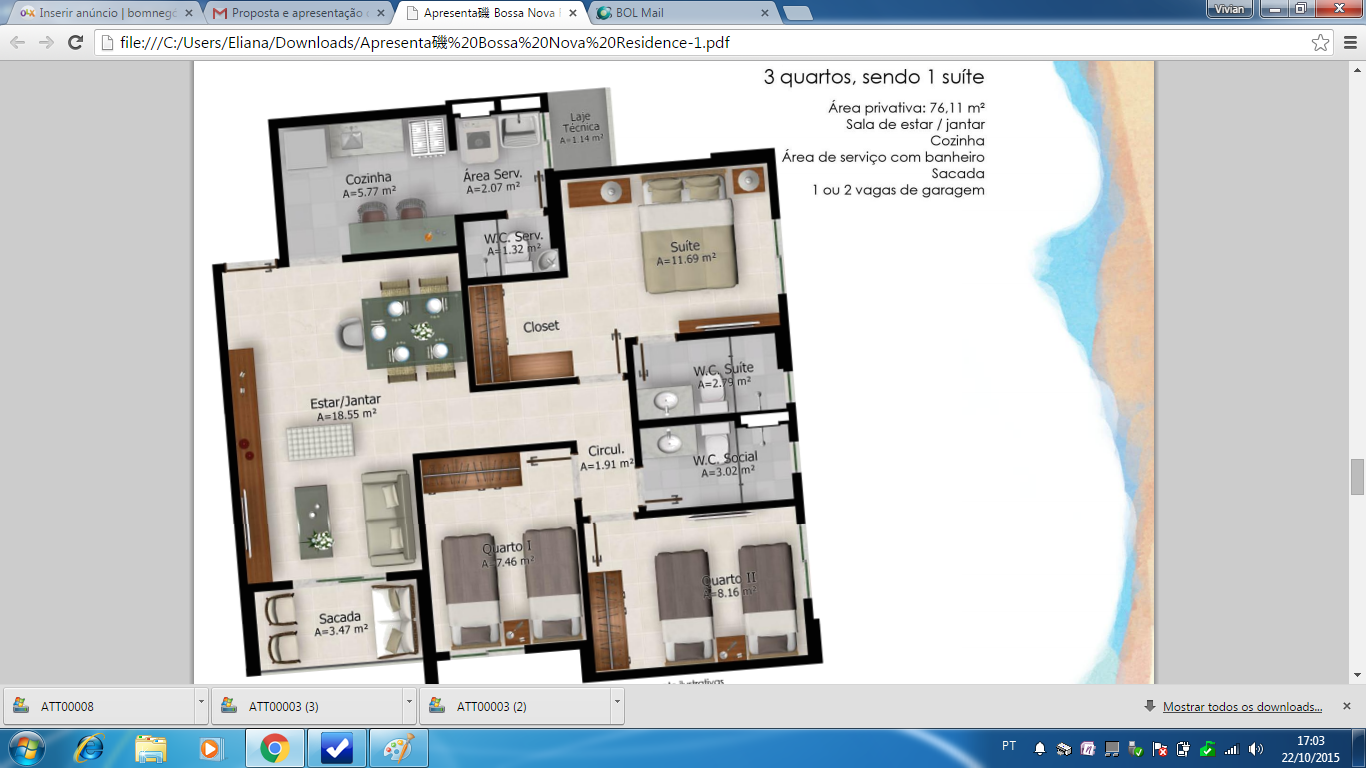 Inserir anúncio | bomnegó
Proposta e apresentação
Apresenta磯 Bossa Nova
BOL Mail
Vivian
file:///C:/Users/Eliana/Downloads/Apresenta磯%20Bossa%20Nova%20Residence-1.pdf
3 quartos, sendo 1 suíte
Área privativa: 76,11 m²
Sala de estar / jantar
Cozinha
Área de serviço com banheiro
Sacada
1 ou 2 vagas de garagem
Laje
Técnica
A=1.14 m²
Cozinha
A=5.77 m²
Área Serv.
A=2.07 m²
W.C. Serv.
A=1.32 m²
Suíte
A=11.69 m²
Closet
W.C. Suíte
A=2.79 m²
Estar/Jantar
A=18.55 m²
Circul.
A=1.91 m²
W.C. Social
A=3.02 m²
Quarto I
A=7.46 m²
Quarto II
A=8.16 m²
Sacada
A=3.47 m²
ATT00008
ATT00003 (3)
ATT00003 (2)
Mostrar todos os downloads...
PT
17:03
22/10/2015